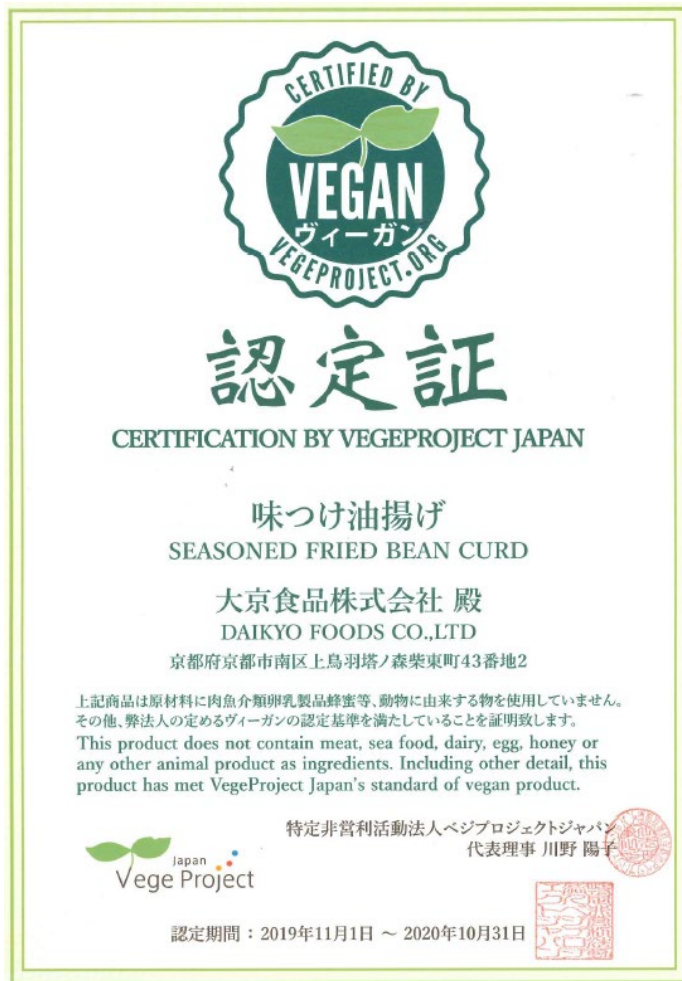 CERTIFIED BY
VEGAN
ヴィーガン
VEGEPROJECT.ORG
認定証
CERTIFICATION BY VEGEPROJECT JAPAN
味つけ油揚げ
SEASONED FRIED BEAN CURD
大京食品株式会社 殿
DAIKYO FOODS CO.,LTD
京都府京都市南区上鳥羽塔ノ森柴東町43番地2
上記商品は原材料に肉魚介類卵乳製品蜂蜜等、動物に由来する物を使用していません。
その他、弊法人の定めるヴィーガンの認定基準を満たしていることを証明致します。
This product does not contain meat, sea food, dairy, egg, honey or
any other animal product as ingredients. Including other detail, this
product has met VegeProject Japan's standard of vegan product.
特定非営利活動法人ベジプロジェクトジャパン
代表理事 川野 陽子
Japan
Vege Project
認定期間：2019年11月1日 ～ 2020年10月31日